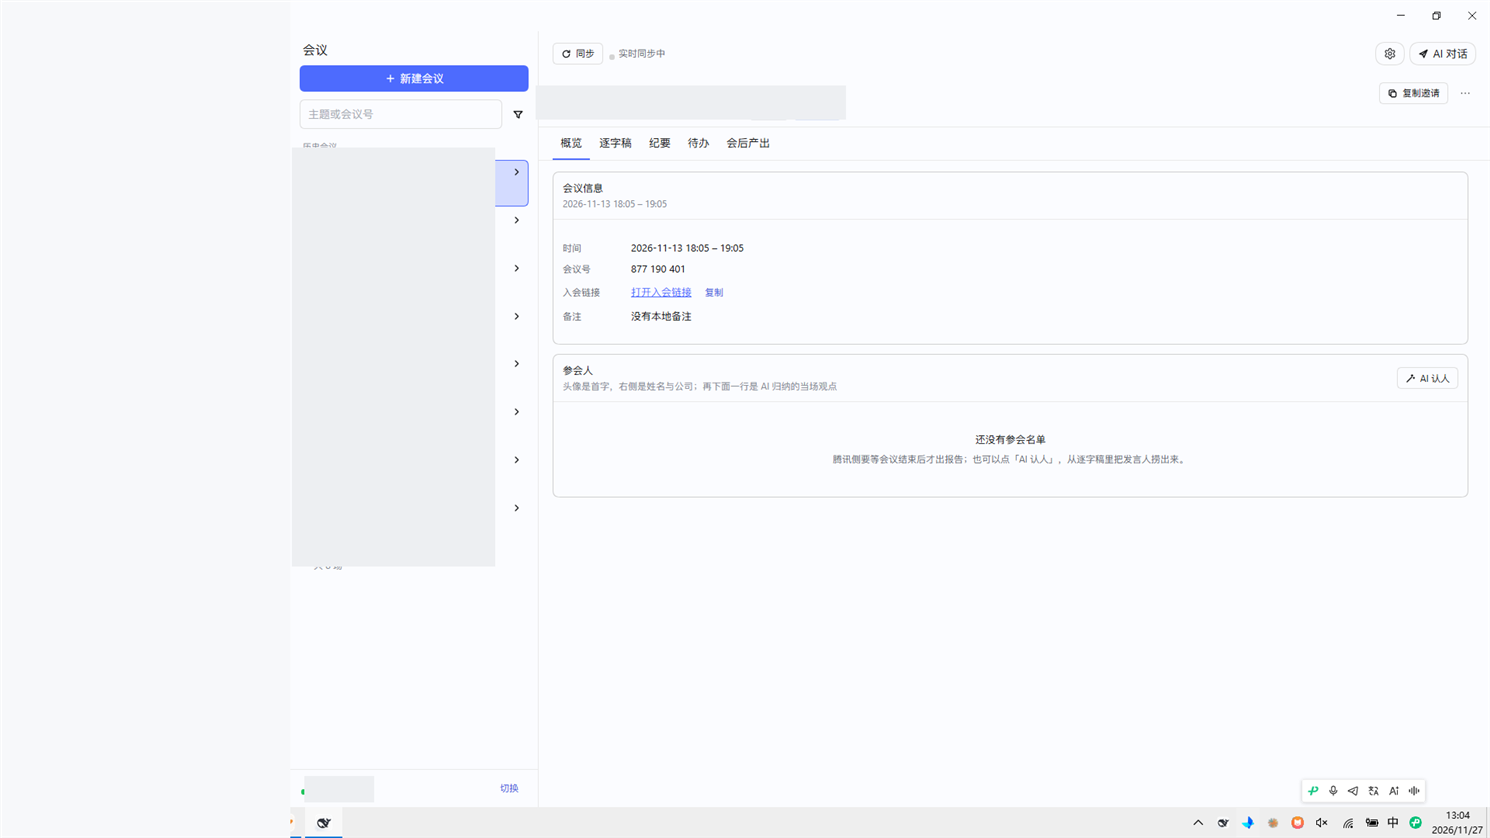 会议
+ 新建会议
主题或会议号
历史会议
切换
同步
实时同步中
AI 对话
复制邀请
概览 逐字稿 纪要 待办 会后产出
会议信息
2026-11-13 18:05 – 19:05
时间 2026-11-13 18:05 – 19:05
会议号 877 190 401
入会链接 打开入会链接 复制
备注 没有本地备注
参会人
头像是首字，右侧是姓名与公司；再下面一行是 AI 归纳的当场观点
AI 认人
还没有参会名单
腾讯侧要等会议结束后才出报告；也可以点「AI 认人」，从逐字稿里把发言人捞出来。
中
13:04
2026/11/27